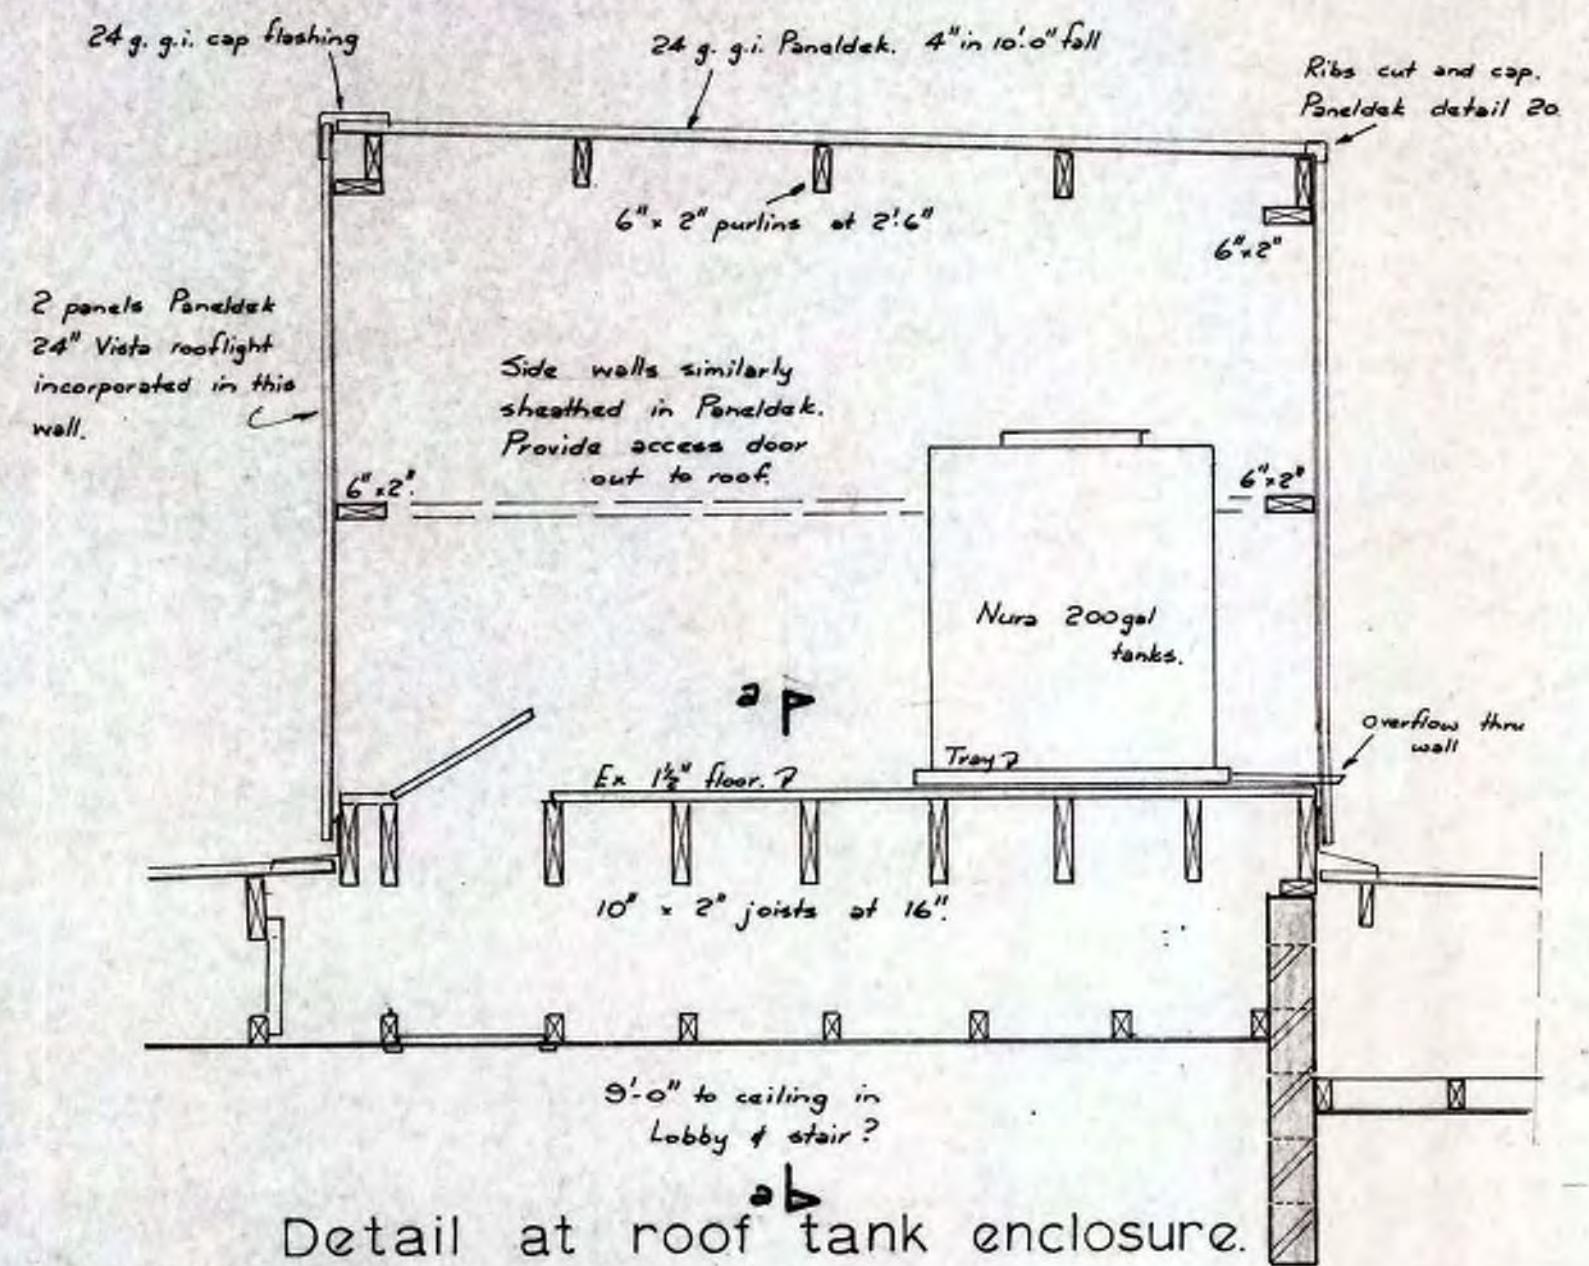 24 g. g.i. cap flashing
24 g. g.i. Paneldek. 4" in 10'.0" fall
Ribs cut and cap.
Paneldek detail 20
6" x 2" purlins at 2'.6"
6" x 2"
2 panels Paneldek
24" Vista rooflight
incorporated in this
wall.
Side walls similarly
sheathed in Paneldek.
Provide access door
out to roof.
6" x 2".
6" x 2"
Nura 200gal
tanks.
a
Overflow thru
wall
Tray
Ex 1½" floor.
10" x 2" joists at 16".
9'-0" to ceiling in
Lobby & stair?
a
Detail at roof tank enclosure.